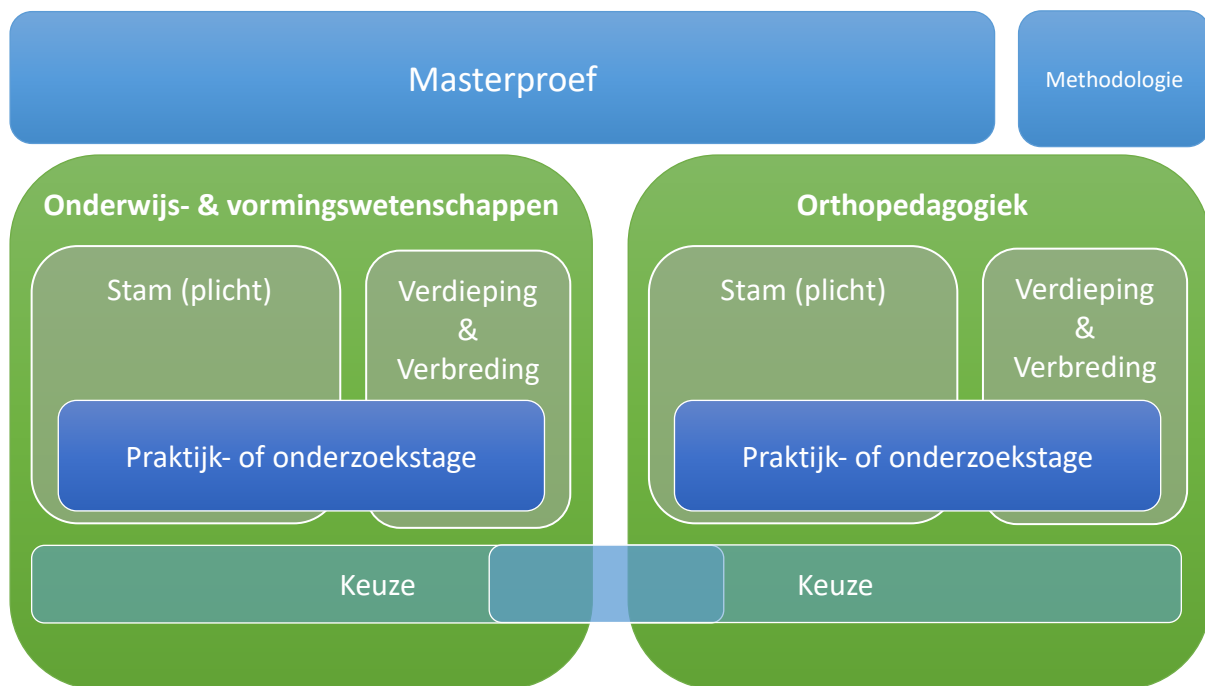 Masterproef
Methodologie
Onderwijs- & vormingswetenschappen
Stam (plicht)
Verdieping
&
Verbreding
Praktijk- of onderzoekstage
Keuze
Orthopedagogiek
Stam (plicht)
Verdieping
&
Verbreding
Praktijk- of onderzoekstage
Keuze